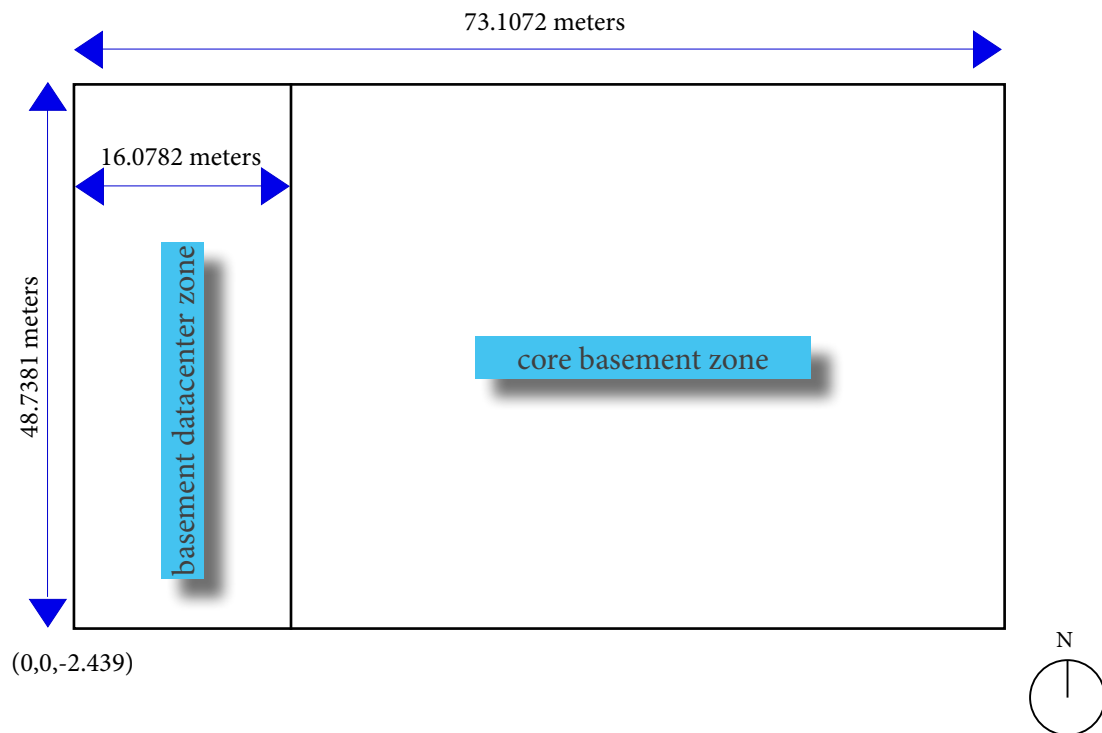 73.1072 meters
16.0782 meters
48.7381 meters
basement datacenter zone
core basement zone
(0,0,-2.439)
N